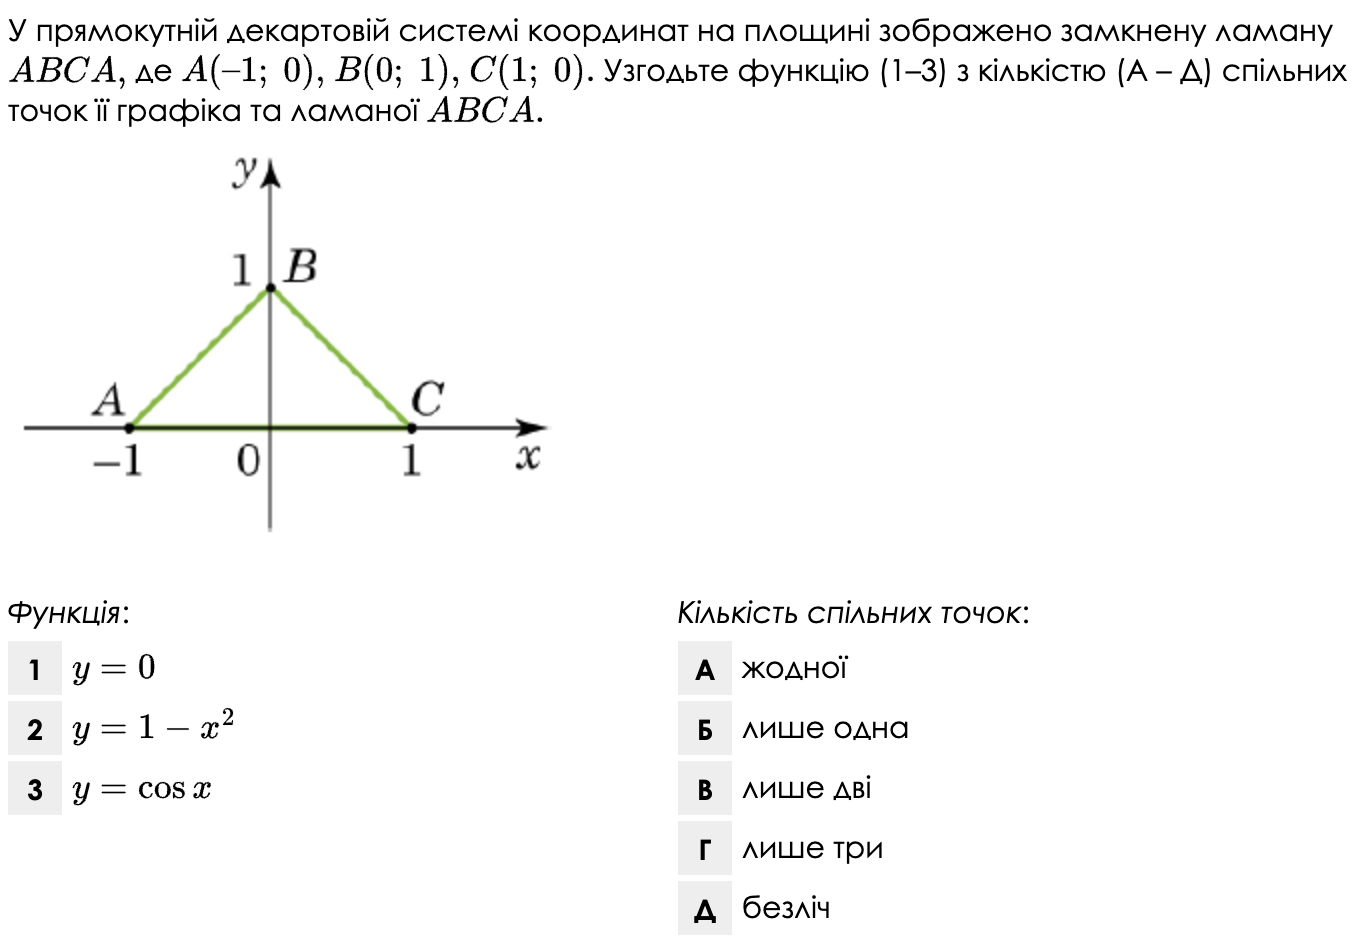 У прямокутній декартовій системі координат на площині зображено замкнену ламану
ABCA, де A(–1; 0), B(0; 1), C(1; 0). Узгодьте функцію (1–3) з кількістю (А – Д) спільних
точок її графіка та ламаної ABCA.
y
1 B
A C
–1 0 1 x
Функція:
1 y = 0
2 y = 1 − x²
3 y = cos x
Кількість спільних точок:
А жодної
Б лише одна
В лише дві
Г лише три
Д безліч